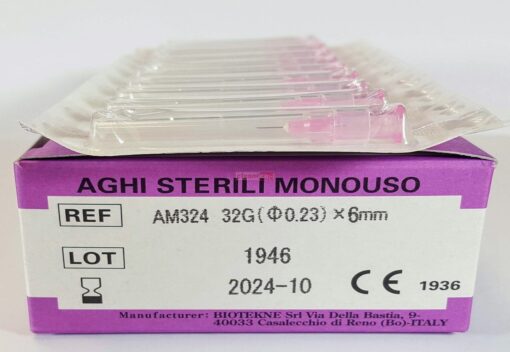 AGHI STERILI MONOUSO
REF AM324 32G(Φ0.23)×6mm
LOT 1946
2024-10 CE 1936
Manufacturer: BIOTEKNE Srl Via Della Bastia, 9-
40033 Casalecchio di Reno (Bo)-ITALY